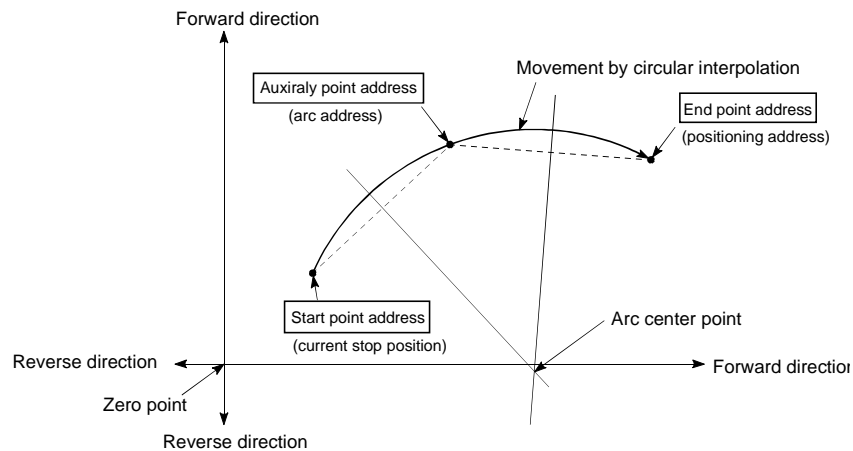 Forward direction
Auxiraly point address
(arc address)
Movement by circular interpolation
End point address
(positioning address)
Start point address
(current stop position)
Arc center point
Reverse direction
Forward direction
Zero point
Reverse direction